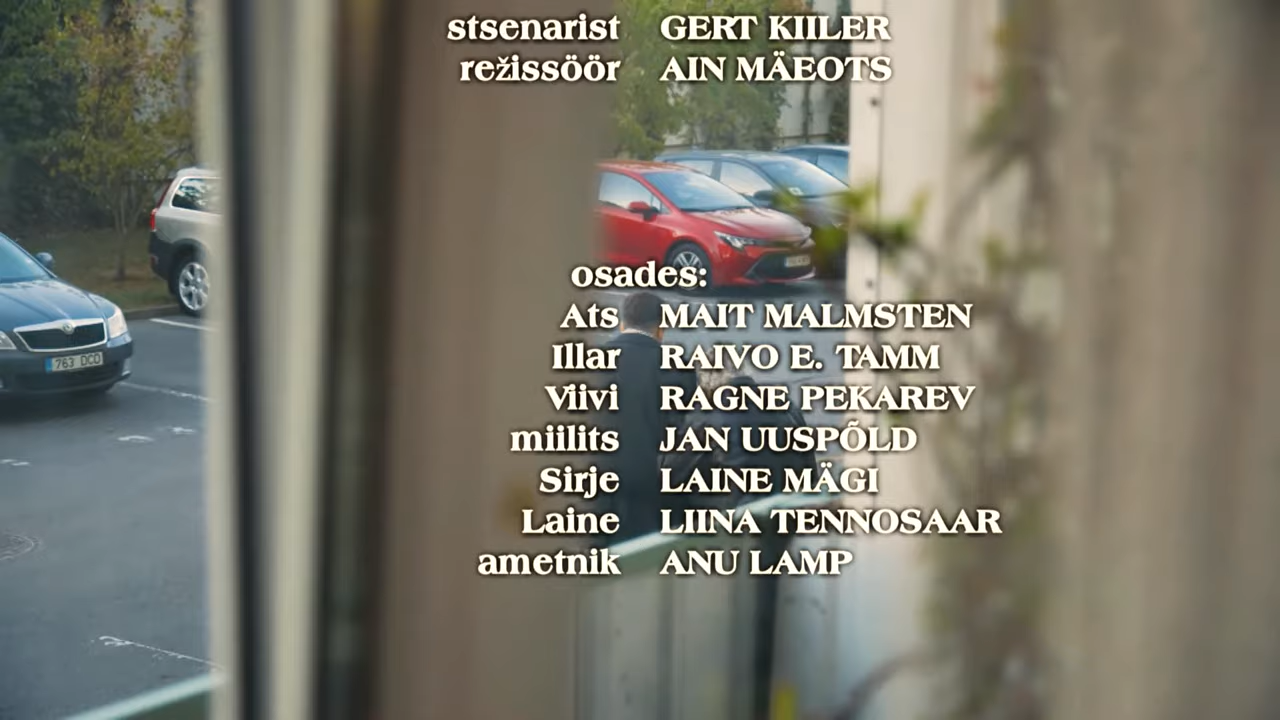 stsenarist GERT KIILER
režissöör AIN MÄEOTS
osades:
Ats MAIT MALMSTEN
Illar RAIVO E. TAMM
Viivi RAGNE PEKAREV
miilits JAN UUSPÕLD
Sirje LAINE MÄGI
Laine LIINA TENNOSAAR
ametnik ANU LAMP
763 DCO